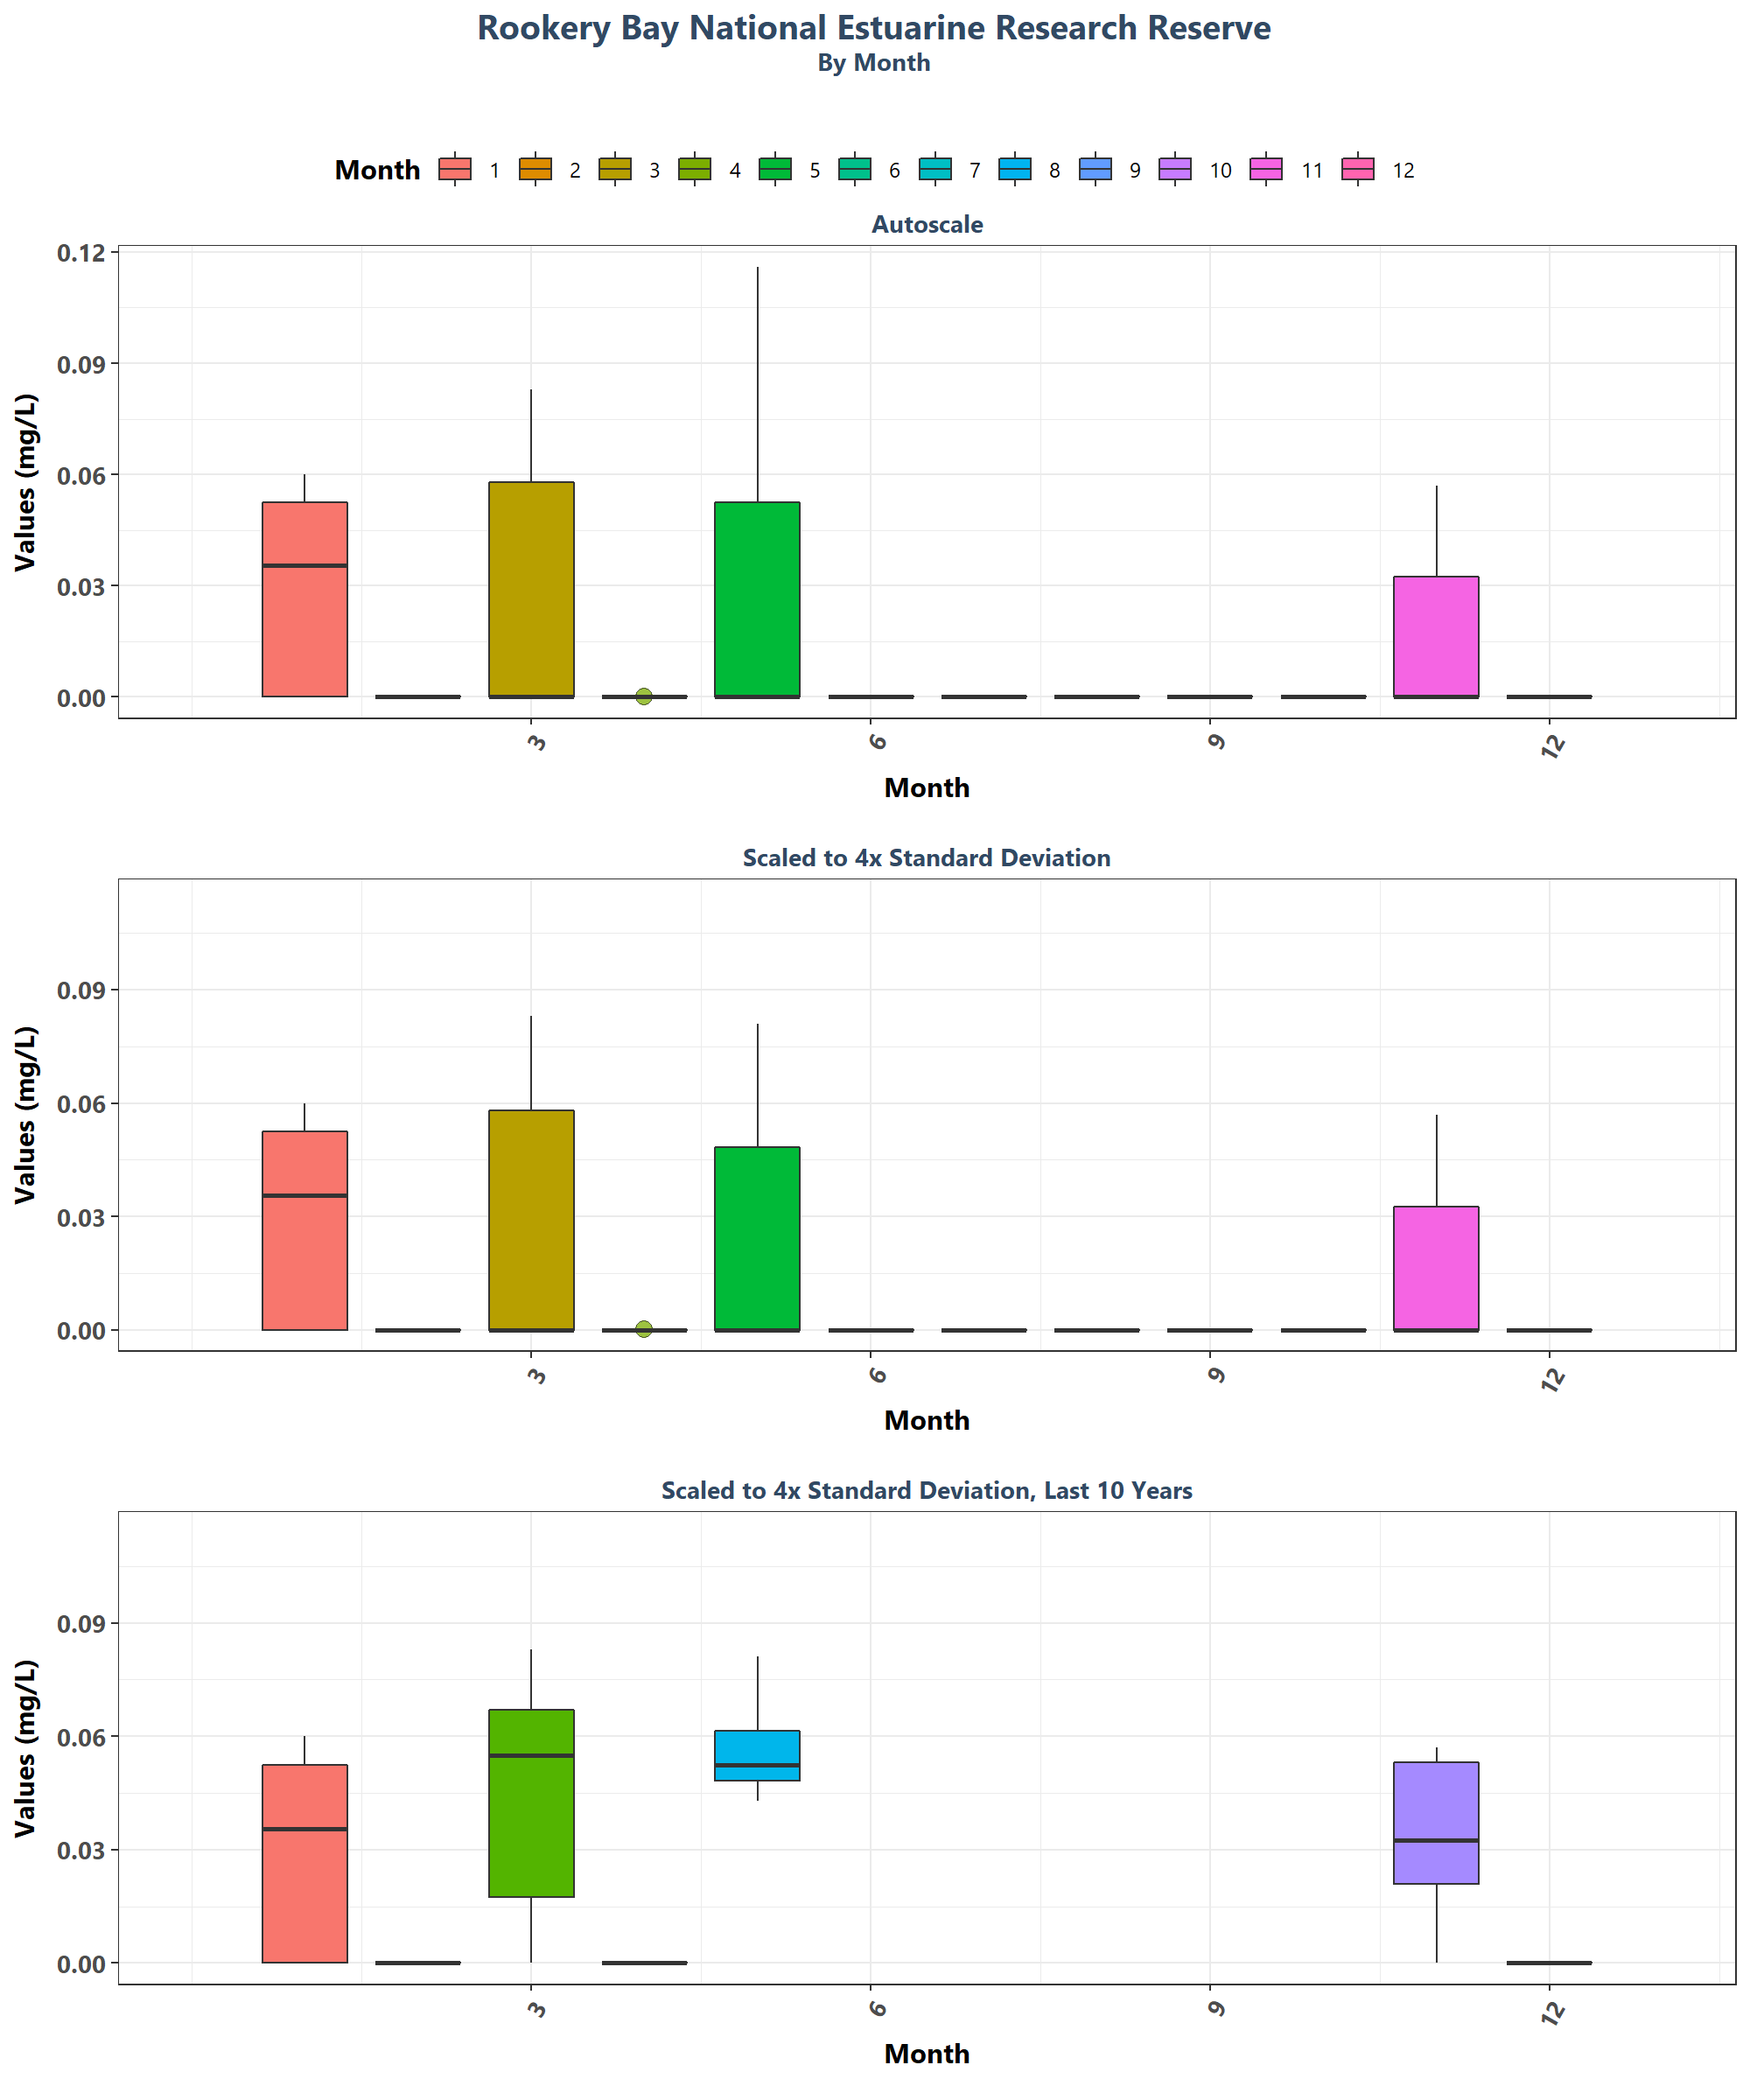 Rookery Bay National Estuarine Research Reserve
By Month
Month 1 2 3 4 5 6 7 8 9 10 11 12
Autoscale
Values (mg/L)
0.12
0.09
0.06
0.03
0.00
3 6 9 12
Month
Scaled to 4x Standard Deviation
Values (mg/L)
0.09
0.06
0.03
0.00
3 6 9 12
Month
Scaled to 4x Standard Deviation, Last 10 Years
Values (mg/L)
0.09
0.06
0.03
0.00
3 6 9 12
Month